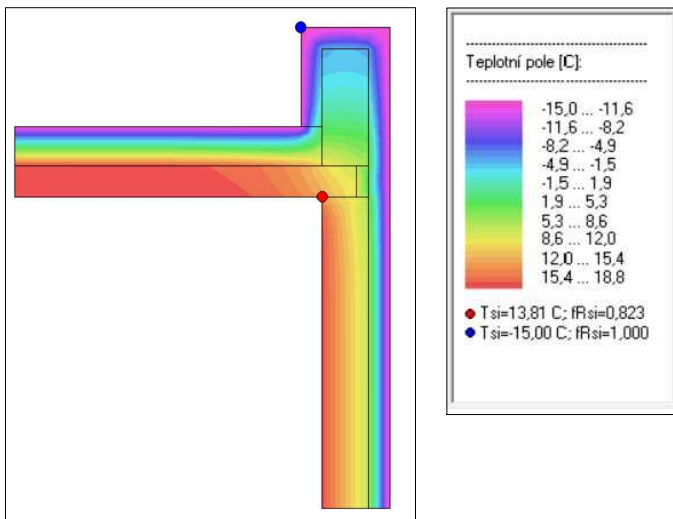 Teplotní pole [C]:
-15,0 ... -11,6
-11,6 ... -8,2
-8,2 ... -4,9
-4,9 ... -1,5
-1,5 ... 1,9
1,9 ... 5,3
5,3 ... 8,6
8,6 ... 12,0
12,0 ... 15,4
15,4 ... 18,8
Tsi=13,81 C; fRsi=0,823
Tsi=-15,00 C; fRsi=1,000